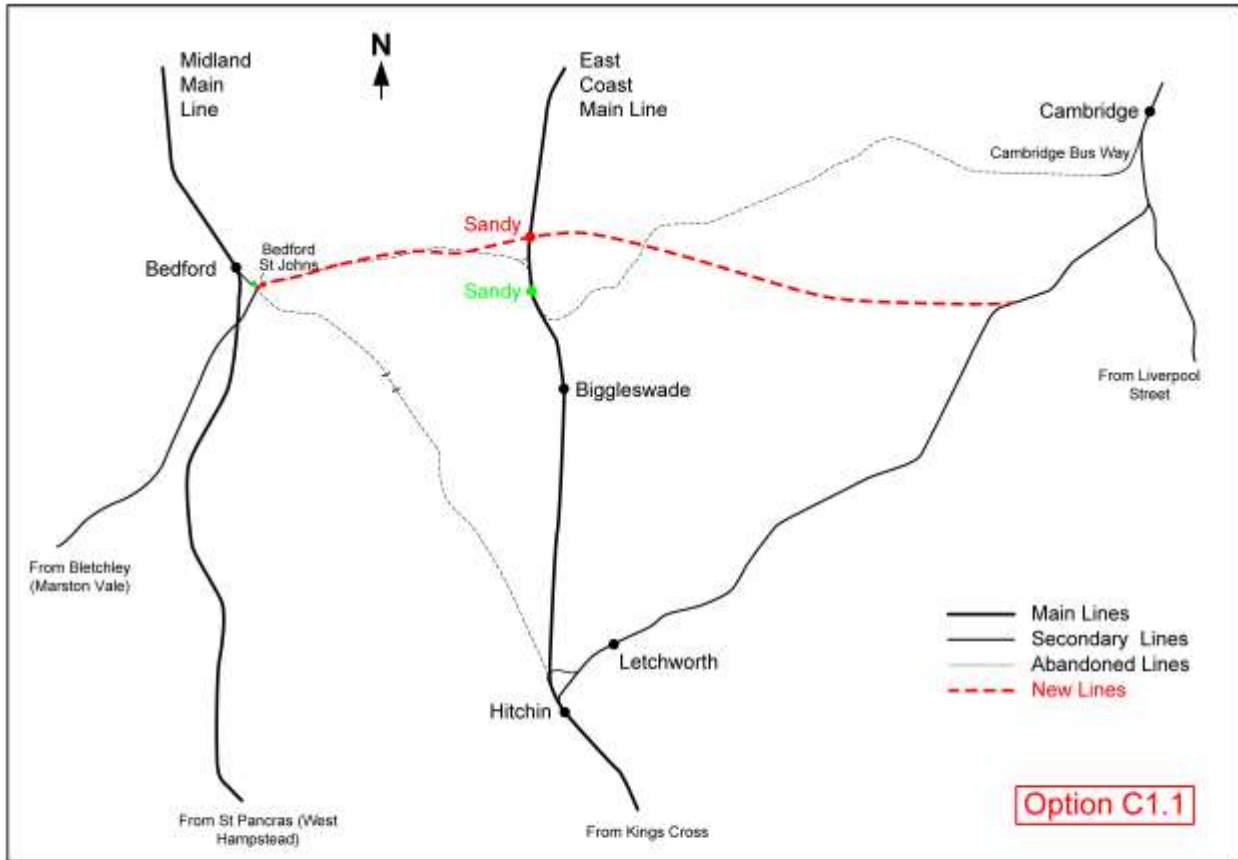 Midland
Main
Line
N
East
Coast
Main Line
Cambridge
Cambridge Bus Way
Sandy
Bedford
St Johns
Bedford
Sandy
From Liverpool
Street
Biggleswade
From Bletchley
(Marston Vale)
Main Lines
Secondary Lines
Abandoned Lines
New Lines
Letchworth
Hitchin
From St Pancras (West
Hampstead)
From Kings Cross
Option C1.1